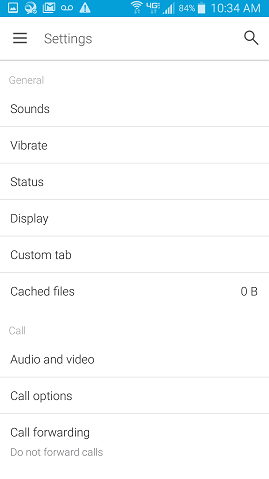 4G 84% 10:34 AM
Settings
General
Sounds
Vibrate
Status
Display
Custom tab
Cached files 0 B
Call
Audio and video
Call options
Call forwarding
Do not forward calls